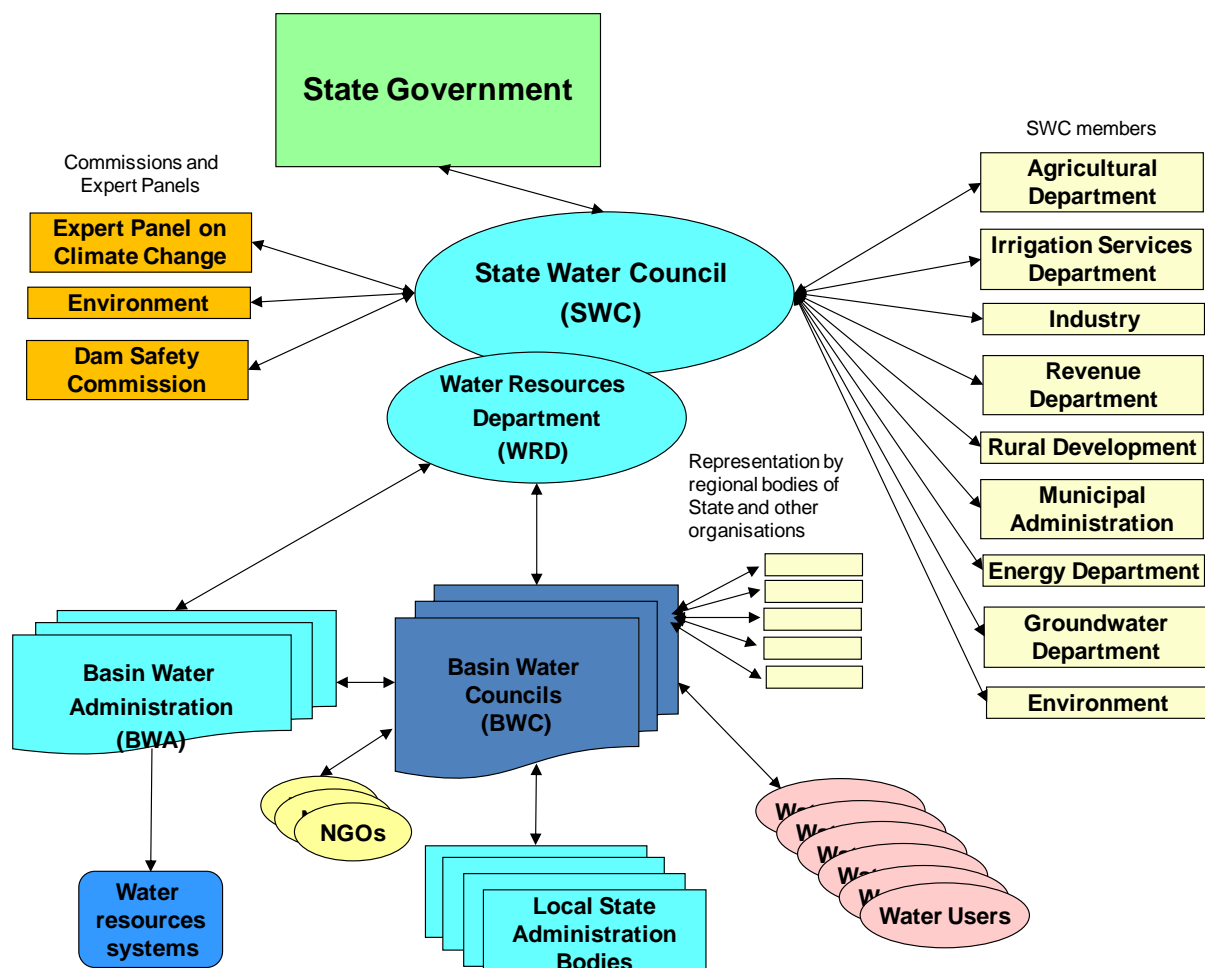 State Government
SWC members
Commissions and
Expert Panels
Agricultural
Department
Expert Panel on
Climate Change
Irrigation Services
Department
State Water Council
(SWC)
Environment
Industry
Dam Safety
Commission
Revenue
Department
Water Resources
Department
(WRD)
Rural Development
Representation by
regional bodies of
State and other
organisations
Municipal
Administration
Energy Department
Groundwater
Department
Environment
Basin Water
Administration
(BWA)
Basin Water
Councils
(BWC)
NGOs
Water Users
Water
resources
systems
Local State
Administration
Bodies